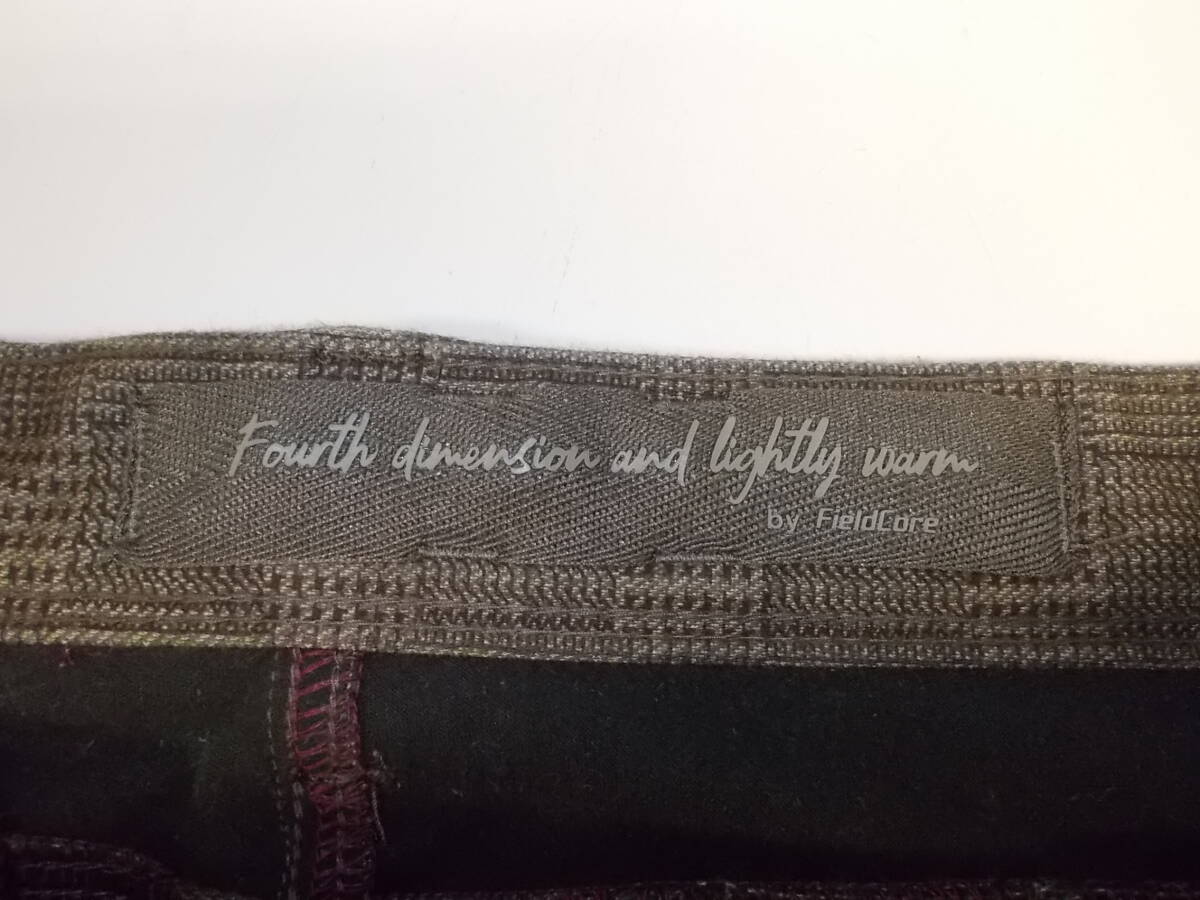 Fourth dimension and lightly warm
by FieldCore